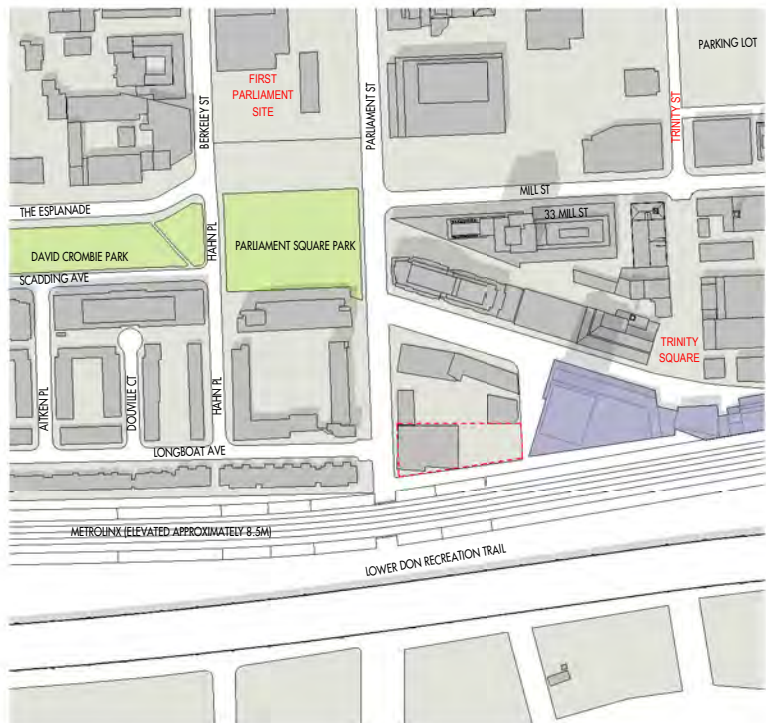 PARKING LOT
FIRST
PARLIAMENT
SITE
BERKELEY ST
PARLIAMENT ST
TRINITY ST
MILL ST
THE ESPLANADE
33 MILL ST
HAHN PL
PARLIAMENT SQUARE PARK
DAVID CROMBIE PARK
SCADDING AVE
TRINITY
SQUARE
AITKEN PL
DOUVILLE CT
HAHN PL
LONGBOAT AVE
METROLINX (ELEVATED APPROXIMATELY 8.5M)
LOWER DON RECREATION TRAIL